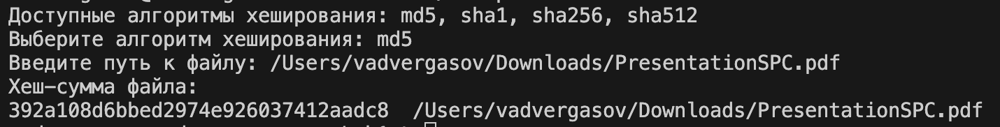 Доступные алгоритмы хеширования: md5, sha1, sha256, sha512
Выберите алгоритм хеширования: md5
Введите путь к файлу: /Users/vadvergasov/Downloads/PresentationSPC.pdf
Хеш-сумма файла:
392a108d6bbed2974e926037412aadc8  /Users/vadvergasov/Downloads/PresentationSPC.pdf